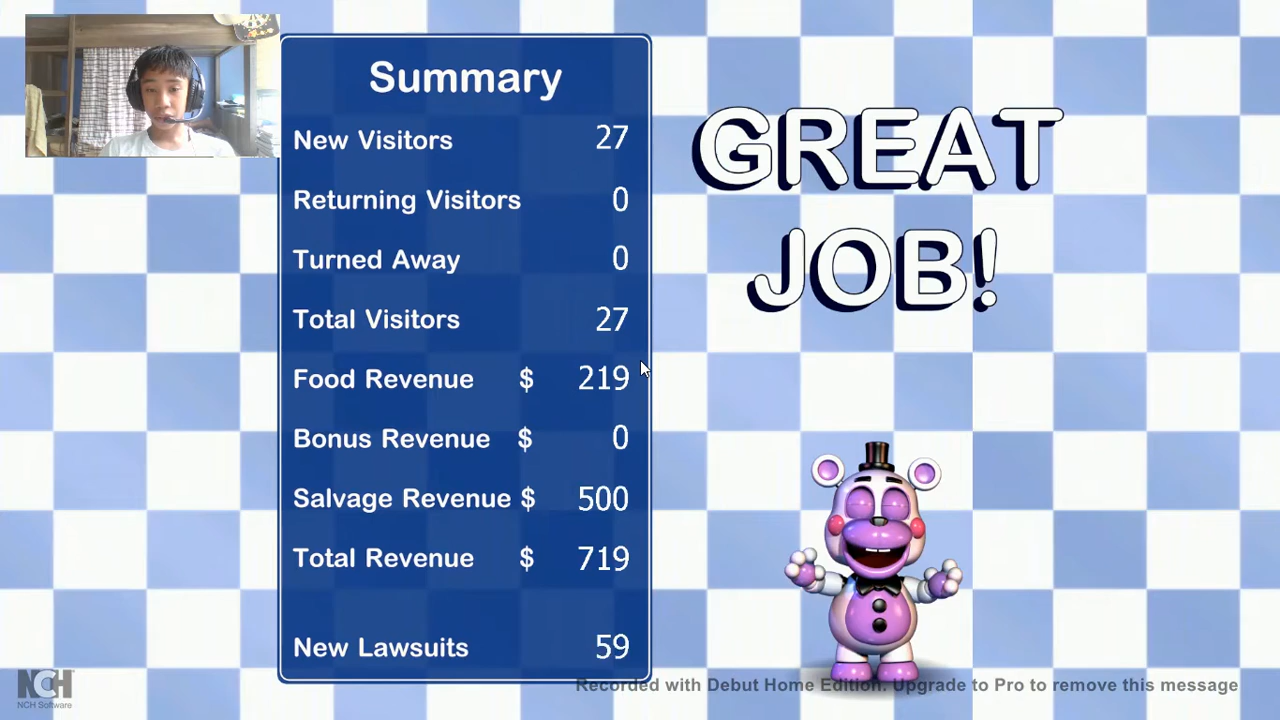 Summary
New Visitors 27
Returning Visitors 0
Turned Away 0
Total Visitors 27
Food Revenue $ 219
Bonus Revenue $ 0
Salvage Revenue $ 500
Total Revenue $ 719
New Lawsuits 59
GREAT
JOB!
NCH
NCH Software
Recorded with Debut Home Edition. Upgrade to Pro to remove this message